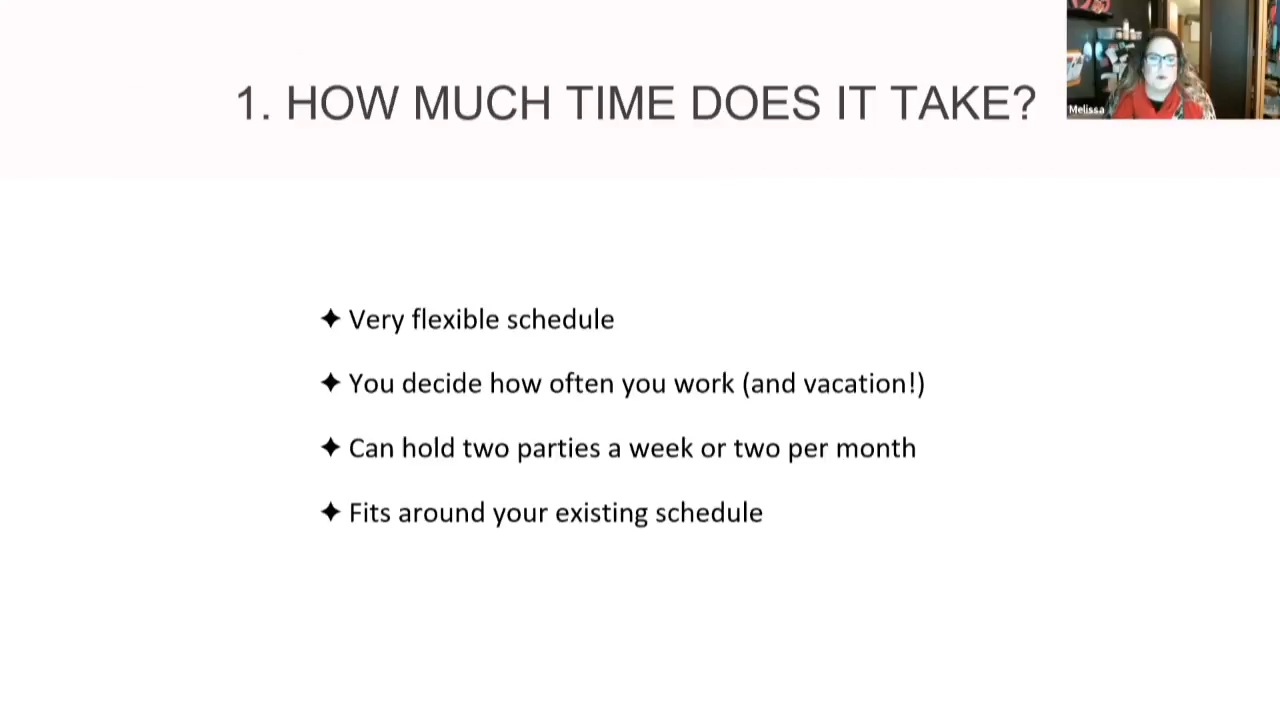 1. HOW MUCH TIME DOES IT TAKE?
Melissa
✦ Very flexible schedule
✦ You decide how often you work (and vacation!)
✦ Can hold two parties a week or two per month
✦ Fits around your existing schedule